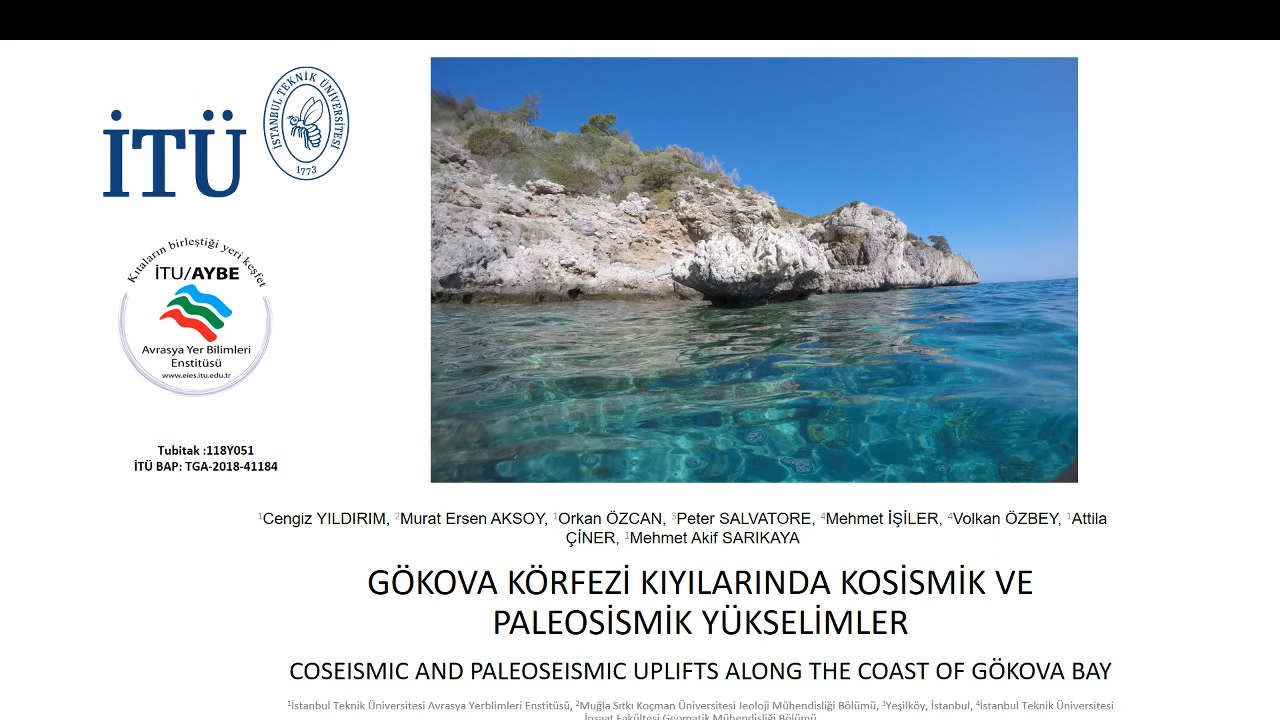 İTÜ
İSTANBUL TEKNİK ÜNİVERSİTESİ
1773
Kıtaların birleştiği yeri keşfet
İTU/AYBE
Avrasya Yer Bilimleri
Enstitüsü
www.eies.itu.edu.tr
Tubitak :118Y051
İTÜ BAP: TGA-2018-41184
¹Cengiz YILDIRIM, ²Murat Ersen AKSOY, ¹Orkan ÖZCAN, ³Peter SALVATORE, ⁴Mehmet İŞİLER, ⁴Volkan ÖZBEY, ¹Attila
ÇİNER, ¹Mehmet Akif SARIKAYA
GÖKOVA KÖRFEZİ KIYILARINDA KOSİSMİK VE
PALEOSİSMİK YÜKSELİMLER
COSEISMIC AND PALEOSEISMIC UPLIFTS ALONG THE COAST OF GÖKOVA BAY
¹İstanbul Teknik Üniversitesi Avrasya Yerblimleri Enstitüsü, ²Muğla Sıtkı Koçman Üniversitesi Jeoloji Mühendisliği Bölümü, ³Yeşilköy, İstanbul, ⁴İstanbul Teknik Üniversitesi
İnşaat Fakültesi Geomatik Mühendisliği Bölümü